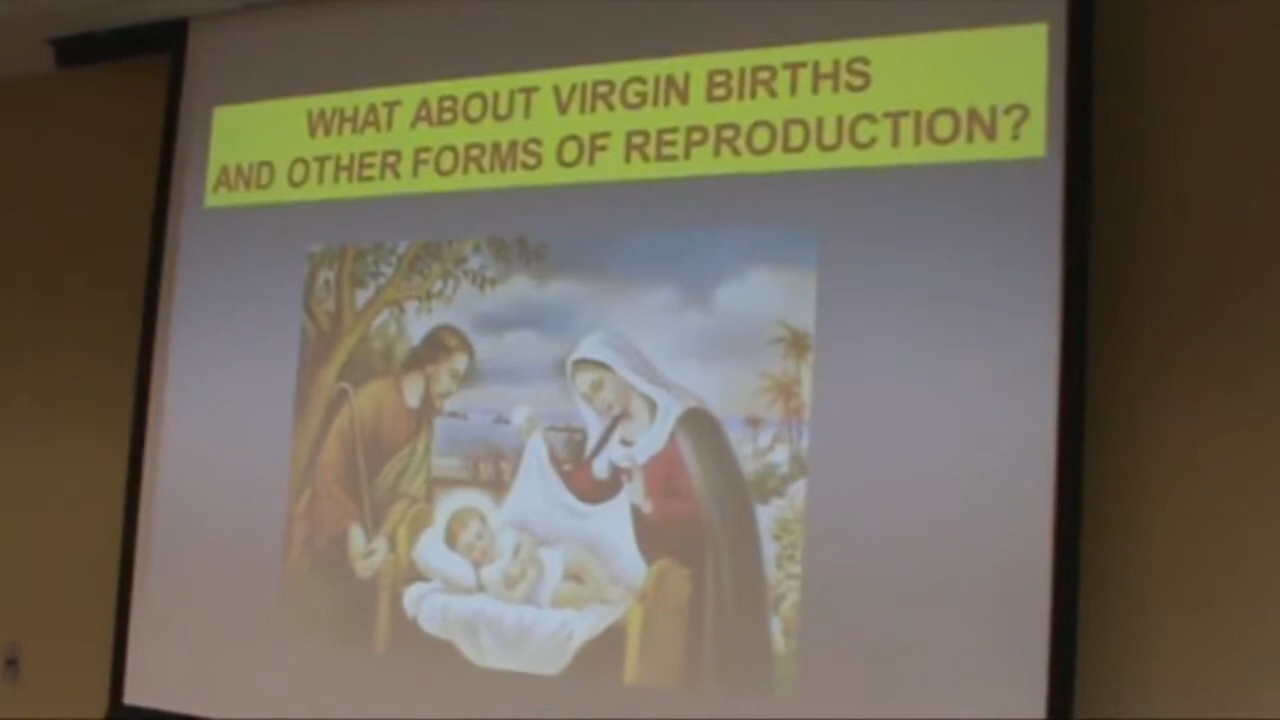 WHAT ABOUT VIRGIN BIRTHS
AND OTHER FORMS OF REPRODUCTION?